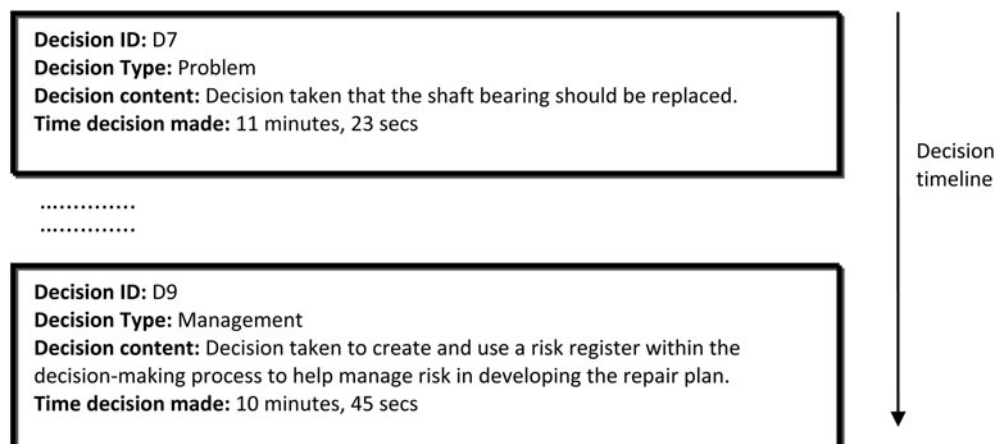 Decision ID: D7
Decision Type: Problem
Decision content: Decision taken that the shaft bearing should be replaced.
Time decision made: 11 minutes, 23 secs
Decision
timeline
..............
..............
Decision ID: D9
Decision Type: Management
Decision content: Decision taken to create and use a risk register within the
decision-making process to help manage risk in developing the repair plan.
Time decision made: 10 minutes, 45 secs